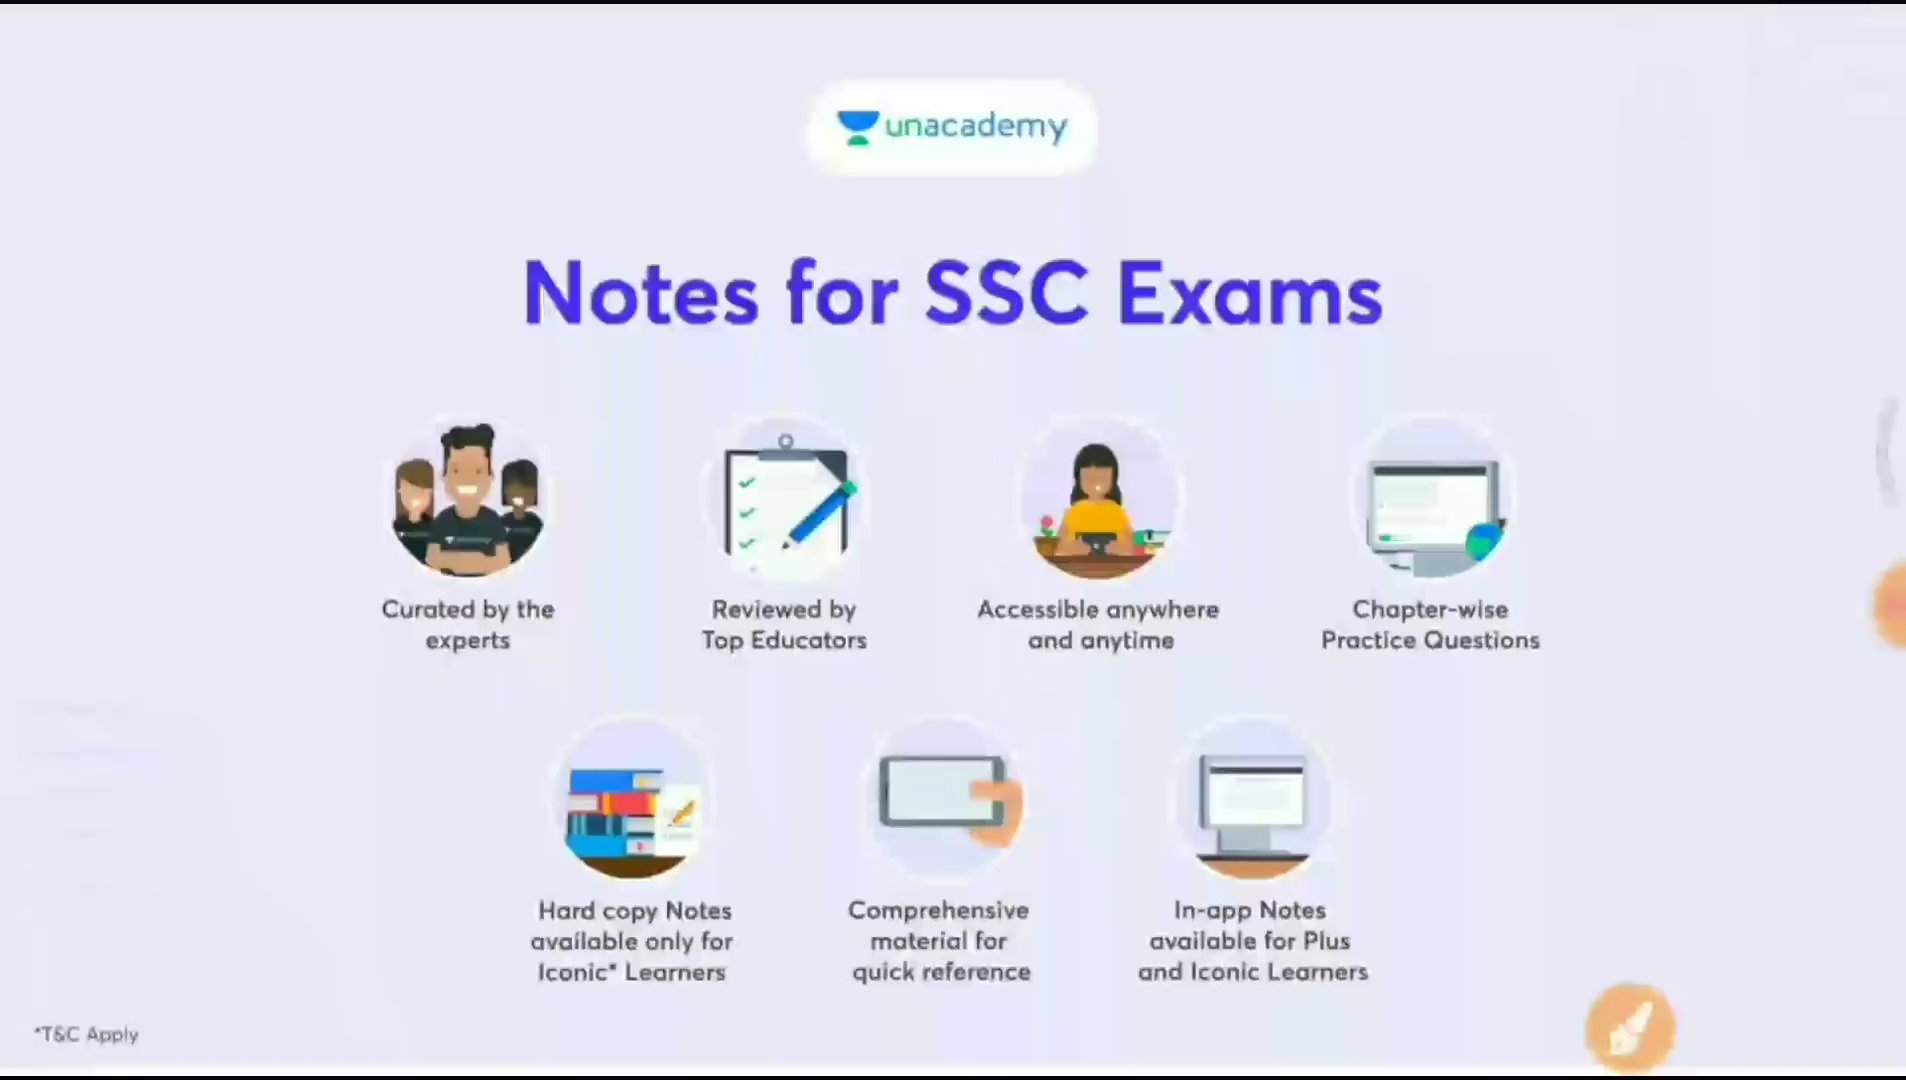 unacademy
Notes for SSC Exams
Curated by the
experts
Reviewed by
Top Educators
Accessible anywhere
and anytime
Chapter-wise
Practice Questions
Hard copy Notes
available only for
Iconic* Learners
Comprehensive
material for
quick reference
In-app Notes
available for Plus
and Iconic Learners
*T&C Apply